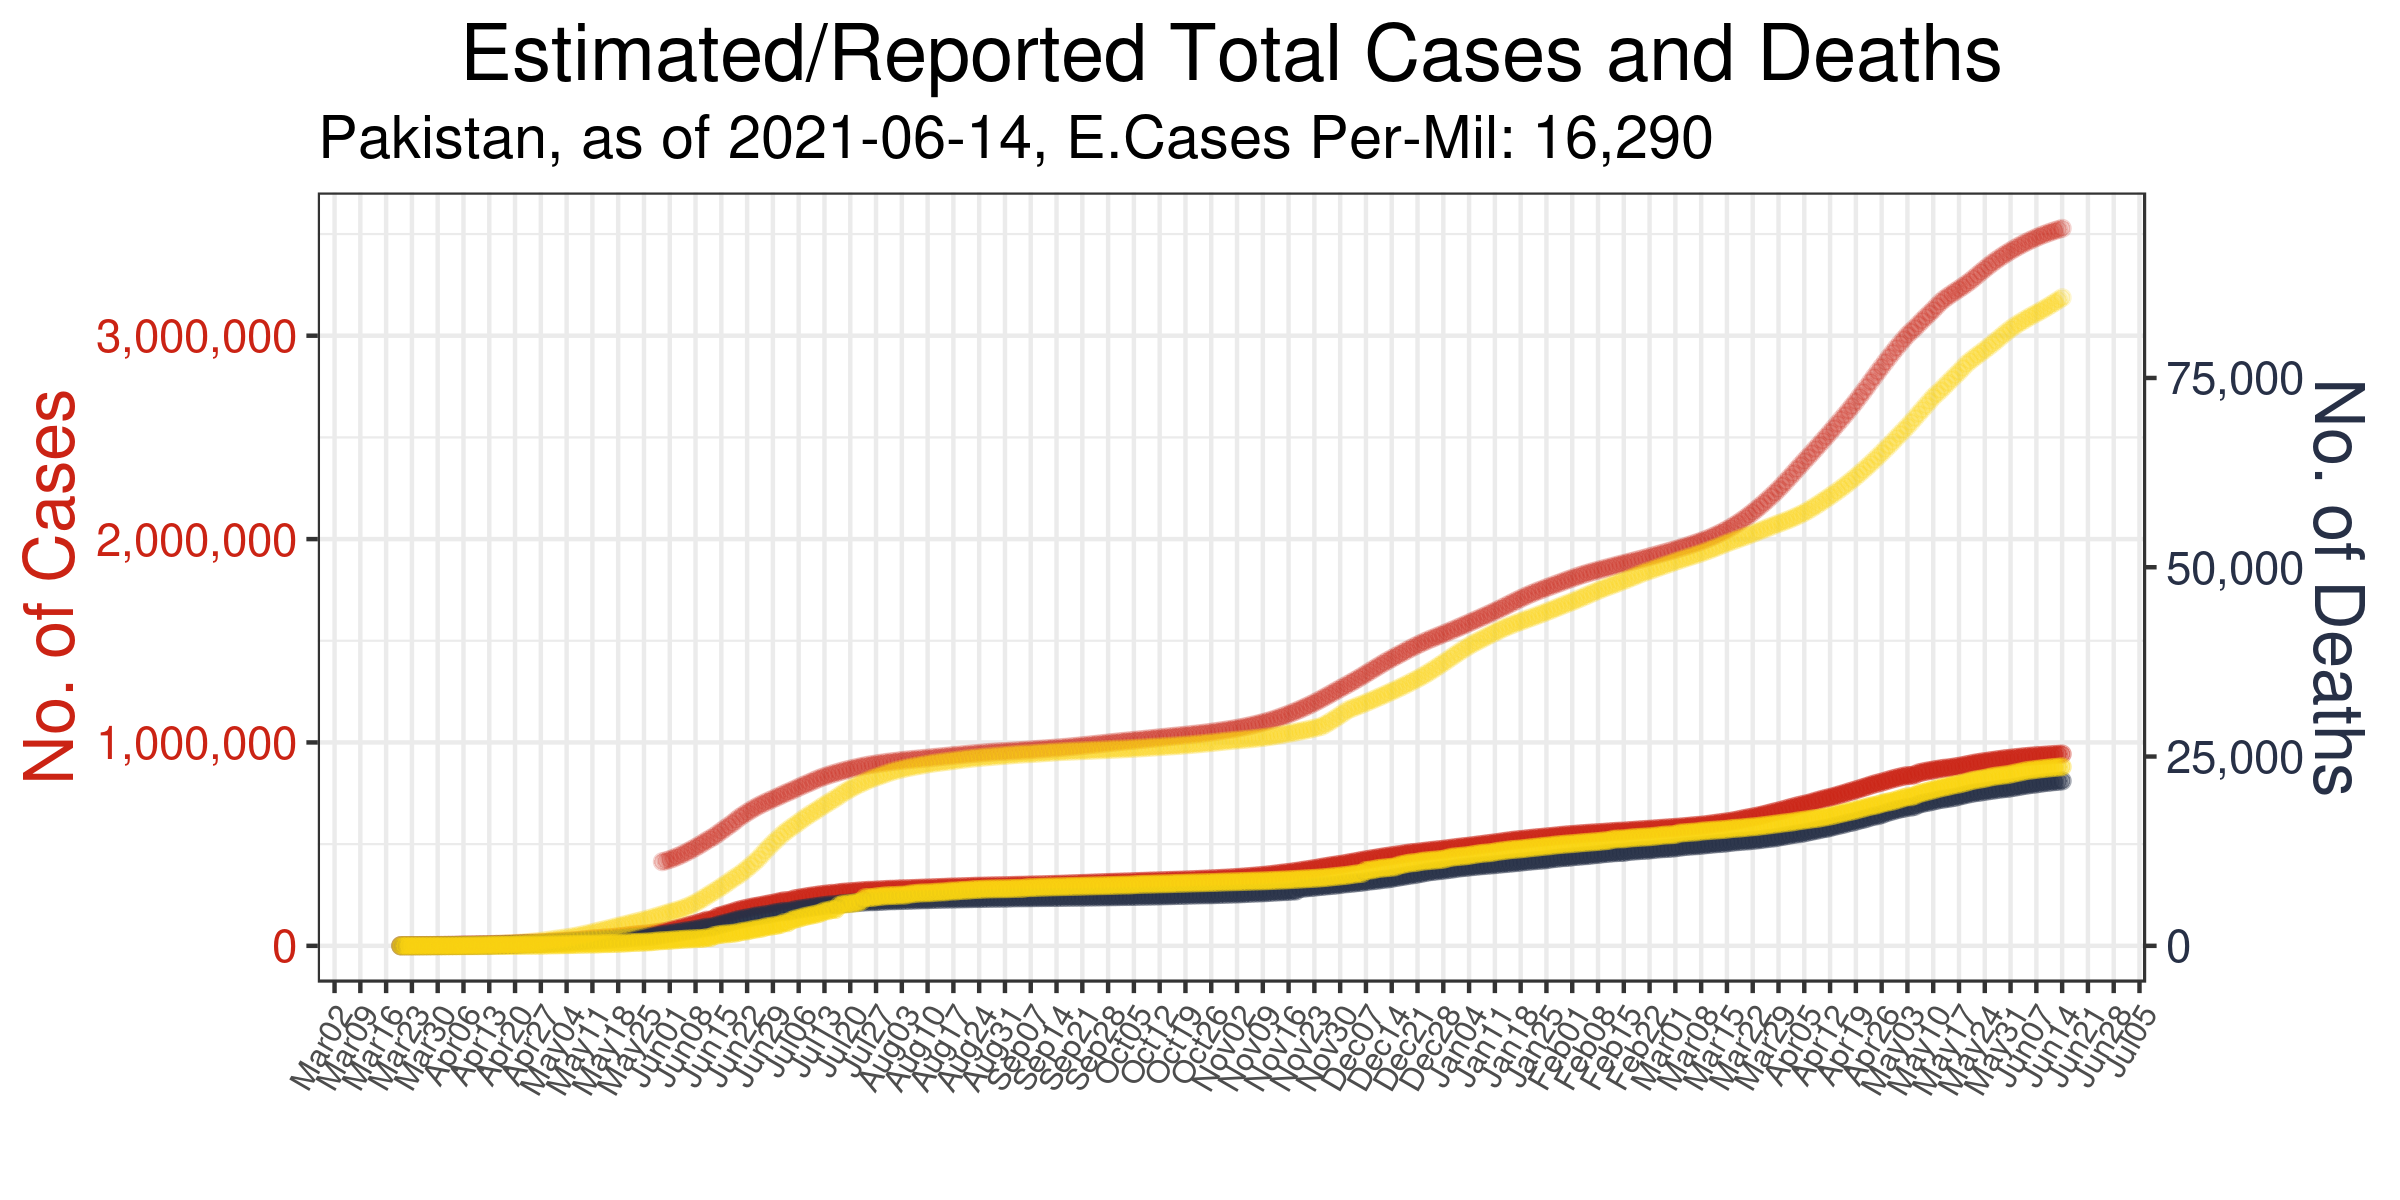 Estimated/Reported Total Cases and Deaths
Pakistan, as of 2021-06-14, E.Cases Per-Mil: 16,290
No. of Cases
3,000,000
2,000,000
1,000,000
0
75,000
50,000
25,000
0
No. of Deaths
Mar02
Mar09
Mar16
Mar23
Mar30
Apr06
Apr13
Apr20
Apr27
May04
May11
May18
May25
Jun01
Jun08
Jun15
Jun22
Jun29
Jul06
Jul13
Jul20
Jul27
Aug03
Aug10
Aug17
Aug24
Aug31
Sep07
Sep14
Sep21
Sep28
Oct05
Oct12
Oct19
Oct26
Nov02
Nov09
Nov16
Nov23
Nov30
Dec07
Dec14
Dec21
Dec28
Jan04
Jan11
Jan18
Jan25
Feb01
Feb08
Feb15
Feb22
Mar01
Mar08
Mar15
Mar22
Mar29
Apr05
Apr12
Apr19
Apr26
May03
May10
May17
May24
May31
Jun07
Jun14
Jun21
Jun28
Jul05